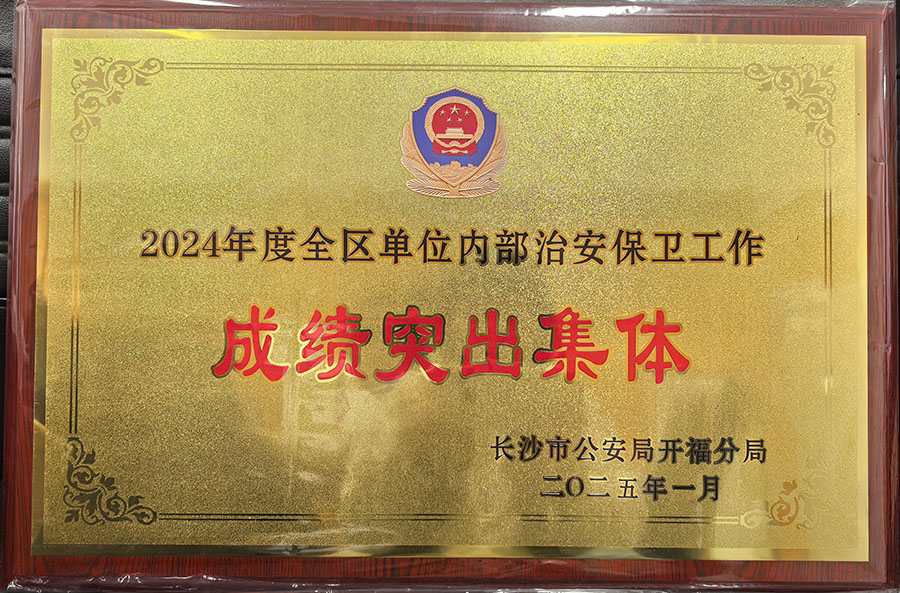 2024年度全区单位内部治安保卫工作
成绩突出集体
长沙市公安局开福分局
二〇二五年一月